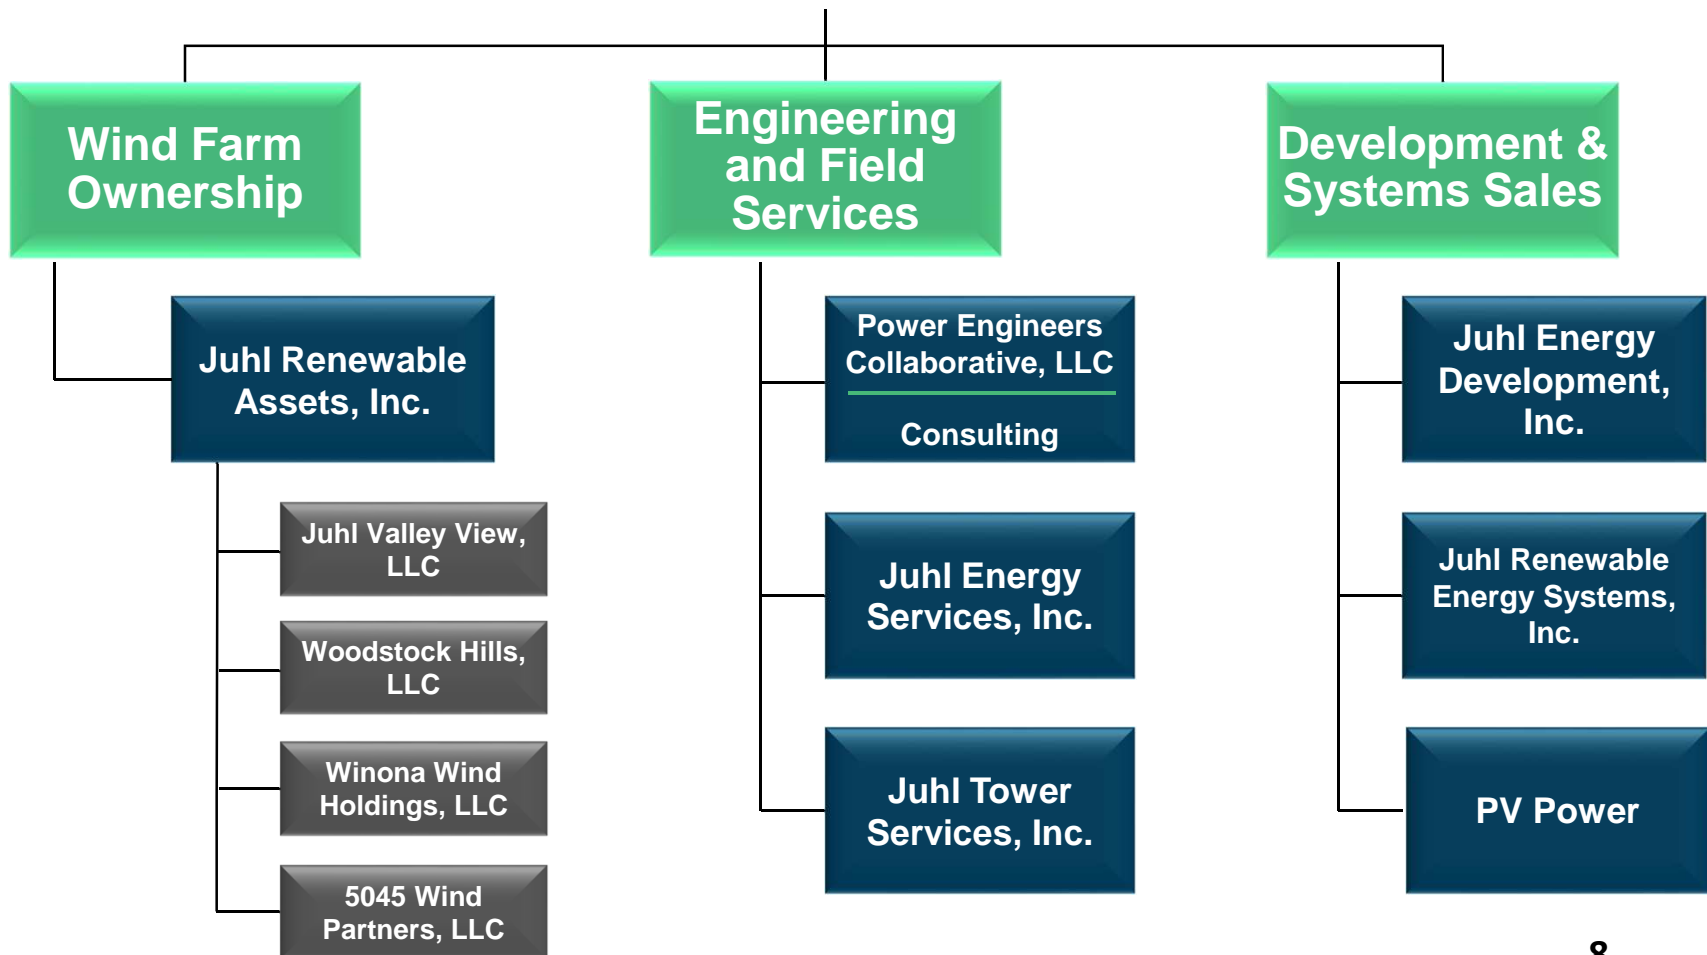 Wind Farm
Ownership
Engineering
and Field
Services
Development &
Systems Sales
Juhl Renewable
Assets, Inc.
Juhl Valley View,
LLC
Woodstock Hills,
LLC
Winona Wind
Holdings, LLC
5045 Wind
Partners, LLC
Power Engineers
Collaborative, LLC
Consulting
Juhl Energy
Services, Inc.
Juhl Tower
Services, Inc.
Juhl Energy
Development,
Inc.
Juhl Renewable
Energy Systems,
Inc.
PV Power
8